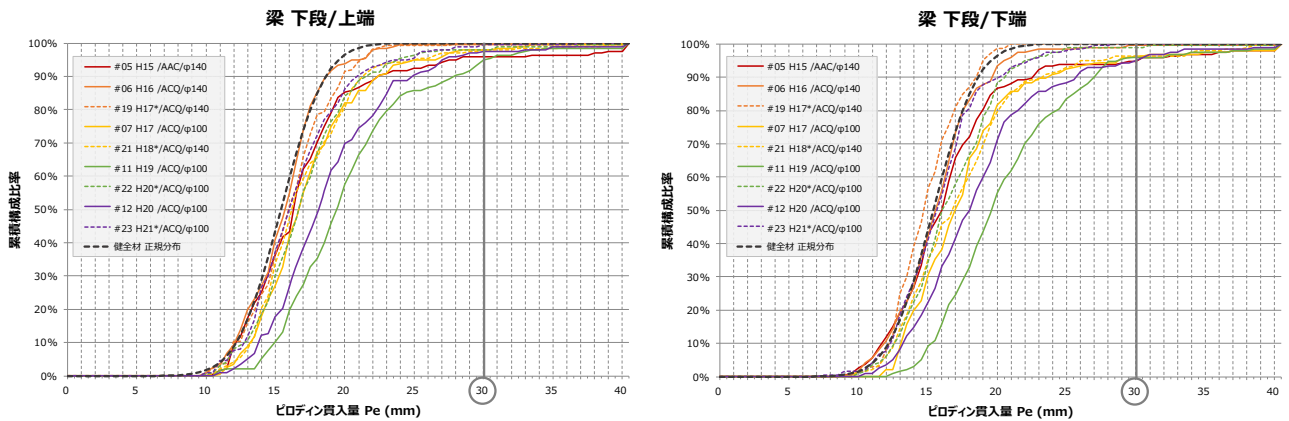 梁 下段/上端
100%
90%
80%
70%
60%
50%
40%
30%
20%
10%
0%
累積構成比率
#05 H15 /AAC/φ140
#06 H16 /ACQ/φ140
#19 H17*/ACQ/φ140
#07 H17 /ACQ/φ100
#21 H18*/ACQ/φ140
#11 H19 /ACQ/φ100
#22 H20*/ACQ/φ100
#12 H20 /ACQ/φ100
#23 H21*/ACQ/φ100
健全材 正規分布
0 5 10 15 20 25 30 35 40
ピロディン貫入量 Pe (mm)
梁 下段/下端
100%
90%
80%
70%
60%
50%
40%
30%
20%
10%
0%
累積構成比率
#05 H15 /AAC/φ140
#06 H16 /ACQ/φ140
#19 H17*/ACQ/φ140
#07 H17 /ACQ/φ100
#21 H18*/ACQ/φ140
#11 H19 /ACQ/φ100
#22 H20*/ACQ/φ100
#12 H20 /ACQ/φ100
#23 H21*/ACQ/φ100
健全材 正規分布
0 5 10 15 20 25 30 35 40
ピロディン貫入量 Pe (mm)